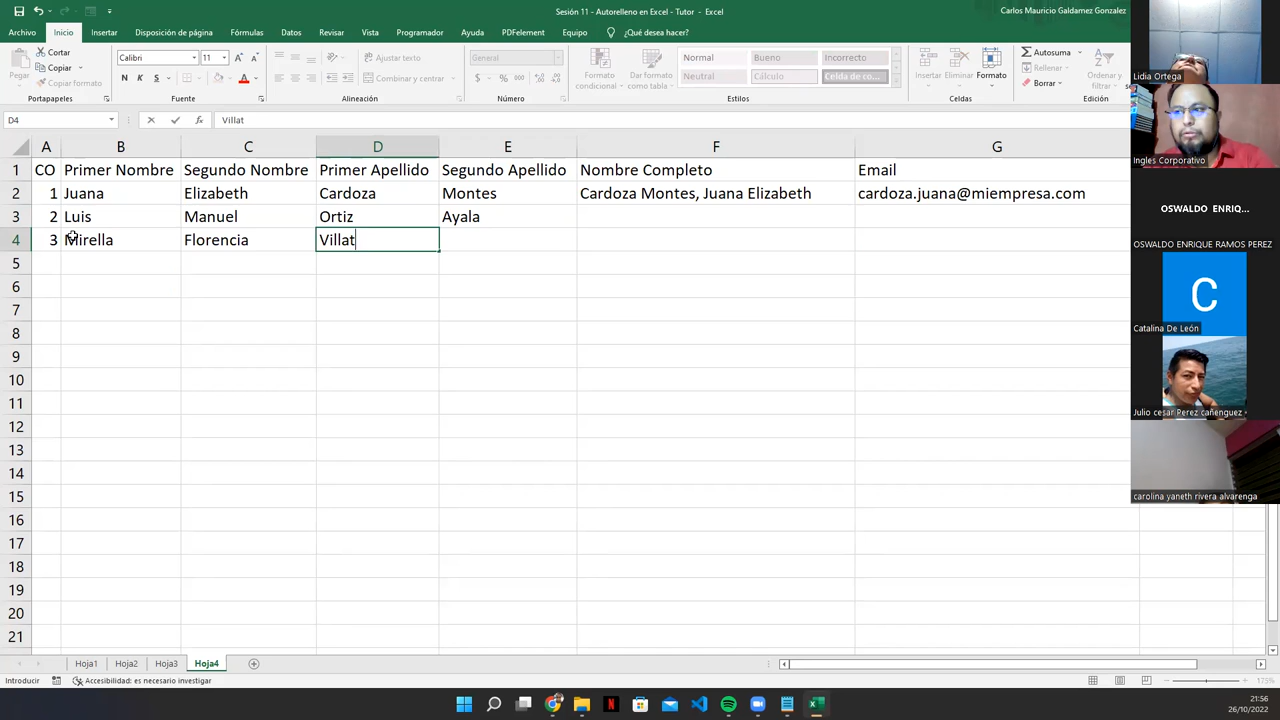 Sesión 11 - Autorelleno en Excel - Tutor - Excel
Carlos Mauricio Galdamez Gonzalez
Archivo Inicio Insertar Disposición de página Fórmulas Datos Revisar Vista Programador Ayuda PDFelement Equipo ¿Qué desea hacer?
Pegar
Cortar
Copiar
Copiar formato
Portapapeles
Calibri 11
N K S
Fuente
Ajustar texto
Combinar y centrar
Alineación
General
$ % 000
Número
Formato condicional
Dar formato como tabla
Normal Bueno Incorrecto
Neutral Cálculo Celda de co...
Estilos
Insertar Eliminar Formato
Celdas
Autosuma
Rellenar
Borrar
Ordenar y filtrar
Edición
D4 fx Villat
A B C D E F G
1 CO Primer Nombre Segundo Nombre Primer Apellido Segundo Apellido Nombre Completo Email
2 1 Juana Elizabeth Cardoza Montes Cardoza Montes, Juana Elizabeth cardoza.juana@miempresa.com
3 2 Luis Manuel Ortiz Ayala
4 3 Mirella Florencia Villat
5
6
7
8
9
10
11
12
13
14
15
16
17
18
19
20
21
Lidia Ortega
Ingles Corporativo
OSWALDO ENRIQ...
OSWALDO ENRIQUE RAMOS PEREZ
C
Catalina De León
Julio cesar Perez cañenguez
carolina yaneth rivera alvarenga
Hoja1 Hoja2 Hoja3 Hoja4
Introducir Accesibilidad: es necesario investigar 175%
21:56
26/10/2022